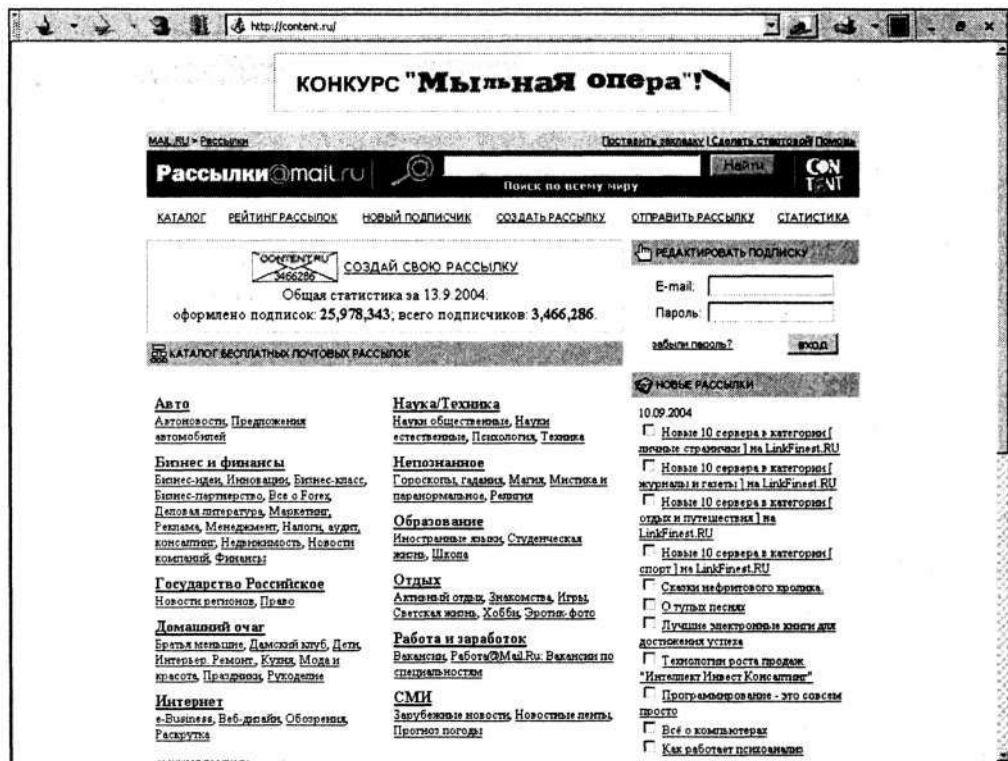 http://content.ru/
КОНКУРС "Мыльная опера"!
MAIL.RU > Рассылки
Поставить закладку | Сделать стартовой Помощь
Рассылки@mail.ru
Найти
CONTENT
Поиск по всему миру
КАТАЛОГ РЕЙТИНГ РАССЫЛОК НОВЫЙ ПОДПИСЧИК СОЗДАТЬ РАССЫЛКУ ОТПРАВИТЬ РАССЫЛКУ СТАТИСТИКА
CONTENT.RU
3466286
СОЗДАЙ СВОЮ РАССЫЛКУ
Общая статистика за 13.9.2004.
оформлено подписок: 25,978,343; всего подписчиков: 3,466,286.
КАТАЛОГ БЕСПЛАТНЫХ ПОЧТОВЫХ РАССЫЛОК
Авто
Автоновости, Предложения
автомобилей
Бизнес и финансы
Бизнес-идеи, Инновации, Бизнес-класс,
Бизнес-партнерство, Все о Forex,
Деловая литература, Маркетинг,
Реклама, Менеджмент, Налоги, аудит,
консалтинг, Недвижимость, Новости
компаний, Финансы
Государство Российское
Новости регионов, Право
Домашний очаг
Братья меньшие, Дамский клуб, Дети,
Интерьер. Ремонт., Кухня, Мода и
красота, Праздники, Рукоделие
Интернет
e-Business, Веб-дизайн, Обозрения,
Раскрутка
Наука/Техника
Науки общественные, Науки
естественные, Психология, Техника
Непознанное
Гороскопы, гадания, Магия, Мистика и
паранормальное, Религия
Образование
Иностранные языки, Студенческая
жизнь, Школа
Отдых
Активный отдых, Знакомства, Игры,
Светская жизнь, Хобби, Эротик-фото
Работа и заработок
Вакансии, Работа@Mail.Ru: Вакансии по
специальностям
СМИ
Зарубежные новости, Новостные ленты,
Прогноз погоды
РЕДАКТИРОВАТЬ ПОДПИСКУ
E-mail:
Пароль:
забыли пароль? вход
НОВЫЕ РАССЫЛКИ
10.09.2004
Новые 10 сервера в категории [
личные странички ] на LinkFinest.RU
Новые 10 сервера в категории [
журналы и газеты ] на LinkFinest.RU
Новые 10 сервера в категории [
отдых и путешествия ] на
LinkFinest.RU
Новые 10 сервера в категории [
спорт ] на LinkFinest.RU
Сказки нефритового кролика.
О тупых песнях
Лучшие электронные книги для
достижения успеха
Технологии роста продаж
"Интеллект Инвест Консалтинг"
Программирование - это совсем
просто
Всё о компьютерах
Как работает психоанализ